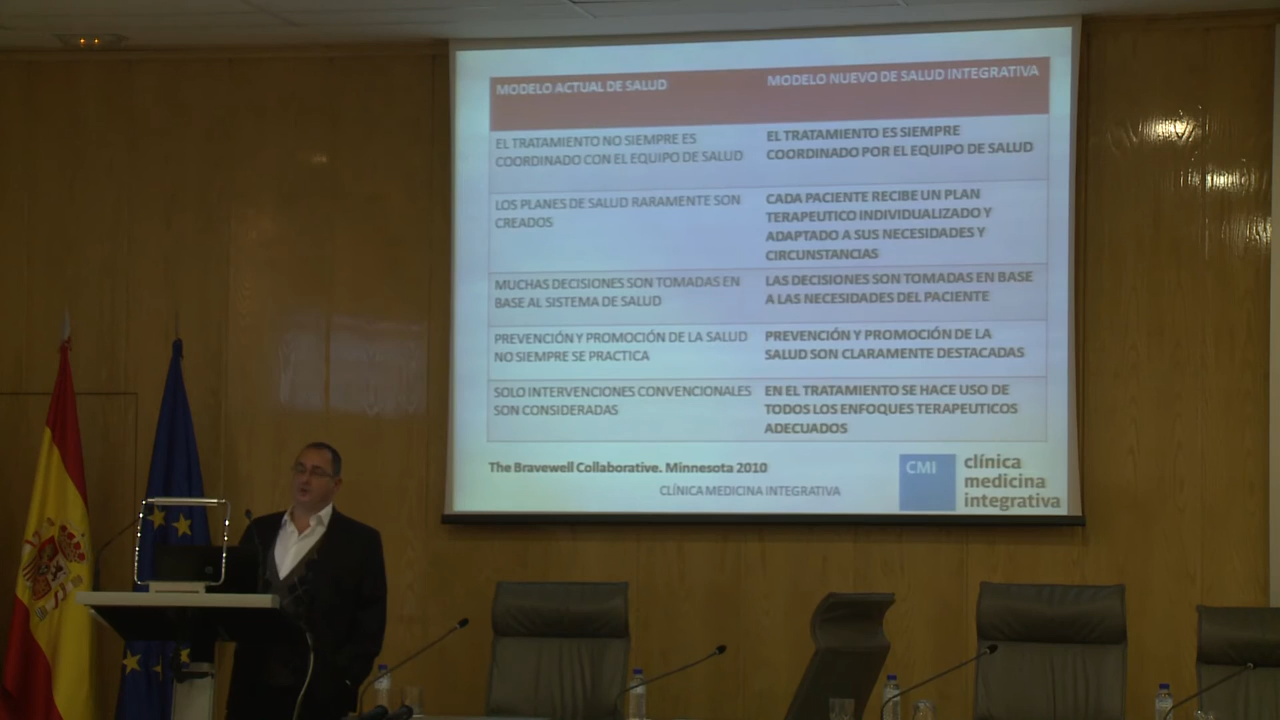 MODELO ACTUAL DE SALUD
MODELO NUEVO DE SALUD INTEGRATIVA
EL TRATAMIENTO NO SIEMPRE ES
COORDINADO CON EL EQUIPO DE SALUD
EL TRATAMIENTO ES SIEMPRE
COORDINADO POR EL EQUIPO DE SALUD
LOS PLANES DE SALUD RARAMENTE SON
CREADOS
CADA PACIENTE RECIBE UN PLAN
TERAPEUTICO INDIVIDUALIZADO Y
ADAPTADO A SUS NECESIDADES Y
CIRCUNSTANCIAS
MUCHAS DECISIONES SON TOMADAS EN
BASE AL SISTEMA DE SALUD
LAS DECISIONES SON TOMADAS EN BASE
A LAS NECESIDADES DEL PACIENTE
PREVENCIÓN Y PROMOCIÓN DE LA SALUD
NO SIEMPRE SE PRACTICA
PREVENCIÓN Y PROMOCIÓN DE LA
SALUD SON CLARAMENTE DESTACADAS
SOLO INTERVENCIONES CONVENCIONALES
SON CONSIDERADAS
EN EL TRATAMIENTO SE HACE USO DE
TODOS LOS ENFOQUES TERAPEUTICOS
ADECUADOS
The Bravewell Collaborative. Minnesota 2010
CLÍNICA MEDICINA INTEGRATIVA
CMI
clínica
medicina
integrativa